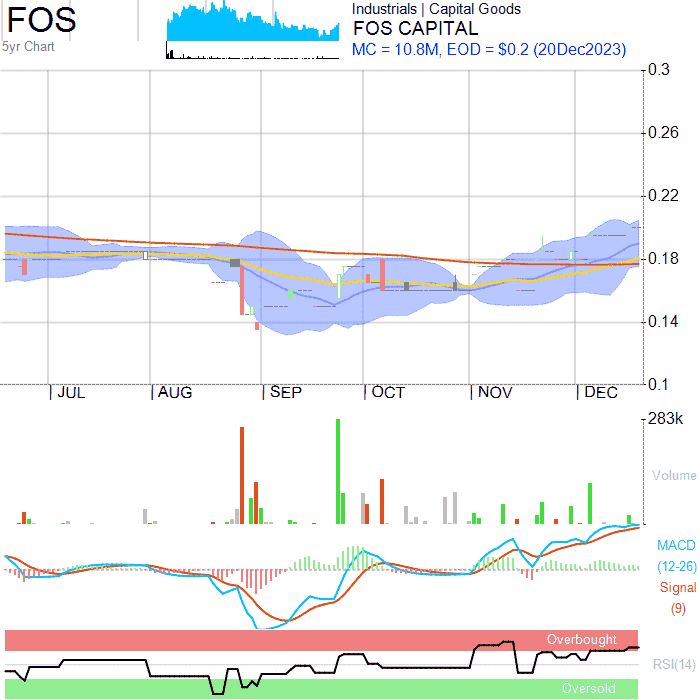 FOS
5yr Chart
Industrials | Capital Goods
FOS CAPITAL
MC = 10.8M, EOD = $0.2 (20Dec2023)
0.3
0.26
0.22
0.18
0.14
0.1
JUL AUG SEP OCT NOV DEC
283k
Volume
MACD
(12-26)
Signal
(9)
Overbought
RSI(14)
Oversold